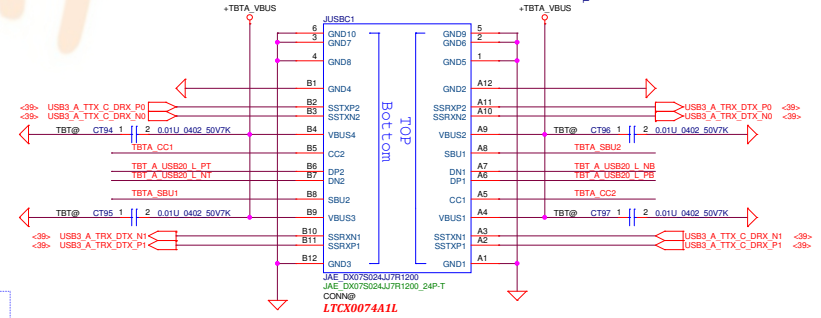 +TBTA_VBUS +TBTA_VBUS
JUSBC1
6 GND10 GND9 5
3 GND7 GND6 2
4 GND8 GND5 1
B1 GND4 GND2 A12
<39> USB3_A_TTX_C_DRX_P0 B2 SSTXP2 SSRXP2 A11 USB3_A_TRX_DTX_P0 <39>
<39> USB3_A_TTX_C_DRX_N0 B3 SSTXN2 SSRXN2 A10 USB3_A_TRX_DTX_N0 <39>
TBT@ CT94 1 2 0.01U_0402_50V7K B4 VBUS4 VBUS2 A9 TBT@ CT96 1 2 0.01U_0402_50V7K
TBTA_CC1 B5 CC2 SBU1 A8 TBTA_SBU2
TBT_A_USB20_L_PT B6 DP2 DN1 A7 TBT_A_USB20_L_NB
TBT_A_USB20_L_NT B7 DN2 DP1 A6 TBT_A_USB20_L_PB
TBTA_SBU1 B8 SBU2 CC1 A5 TBTA_CC2
TBT@ CT95 1 2 0.01U_0402_50V7K B9 VBUS3 VBUS1 A4 TBT@ CT97 1 2 0.01U_0402_50V7K
<39> USB3_A_TRX_DTX_N1 B10 SSRXN1 SSTXN1 A3 USB3_A_TTX_C_DRX_N1 <39>
<39> USB3_A_TRX_DTX_P1 B11 SSRXP1 SSTXP1 A2 USB3_A_TTX_C_DRX_P1 <39>
B12 GND3 GND1 A1
Bottom
TOP
JAE_DX07S024JJ7R1200
JAE_DX07S024JJ7R1200_24P-T
CONN@
LTCX0074A1L